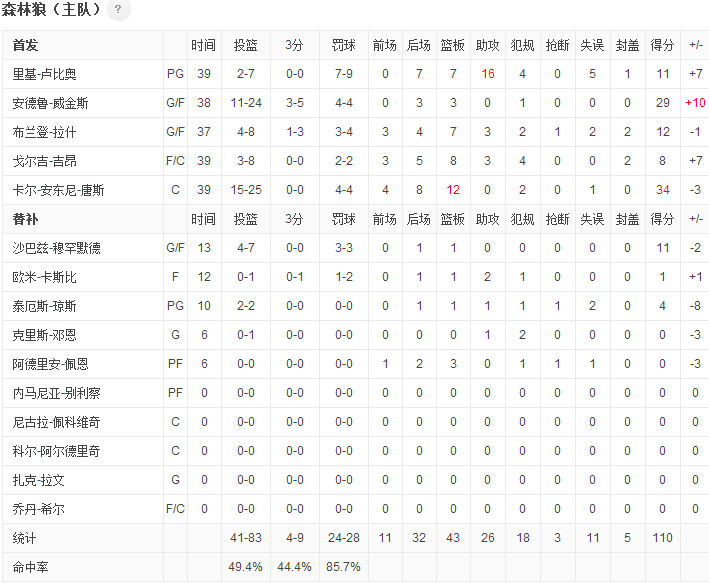 森林狼（主队） ?
首发 时间 投篮 3分 罚球 前场 后场 篮板 助攻 犯规 抢断 失误 封盖 得分 +/-
里基-卢比奥 PG 39 2-7 0-0 7-9 0 7 7 16 4 0 5 1 11 +7
安德鲁-威金斯 G/F 38 11-24 3-5 4-4 0 3 3 0 1 0 0 0 29 +10
布兰登-拉什 G/F 37 4-8 1-3 3-4 3 4 7 3 2 1 2 2 12 -1
戈尔吉-吉昂 F/C 39 3-8 0-0 2-2 3 5 8 3 4 0 0 2 8 +7
卡尔-安东尼-唐斯 C 39 15-25 0-0 4-4 4 8 12 0 2 0 1 0 34 -3
替补 时间 投篮 3分 罚球 前场 后场 篮板 助攻 犯规 抢断 失误 封盖 得分 +/-
沙巴兹-穆罕默德 G/F 13 4-7 0-0 3-3 0 1 1 0 0 0 0 0 11 -2
欧米-卡斯比 F 12 0-1 0-1 1-2 0 1 1 2 1 0 0 0 1 +1
泰厄斯-琼斯 PG 10 2-2 0-0 0-0 0 1 1 1 1 1 2 0 4 -8
克里斯-邓恩 G 6 0-1 0-0 0-0 0 0 0 1 2 0 0 0 0 -3
阿德里安-佩恩 PF 6 0-0 0-0 0-0 1 2 3 0 1 1 1 0 0 -3
内马尼亚-别利察 PF 0 0-0 0-0 0-0 0 0 0 0 0 0 0 0 0 0
尼古拉-佩科维奇 C 0 0-0 0-0 0-0 0 0 0 0 0 0 0 0 0 0
科尔-阿尔德里奇 C 0 0-0 0-0 0-0 0 0 0 0 0 0 0 0 0 0
扎克-拉文 G 0 0-0 0-0 0-0 0 0 0 0 0 0 0 0 0 0
乔丹-希尔 F/C 0 0-0 0-0 0-0 0 0 0 0 0 0 0 0 0 0
统计 41-83 4-9 24-28 11 32 43 26 18 3 11 5 110
命中率 49.4% 44.4% 85.7%